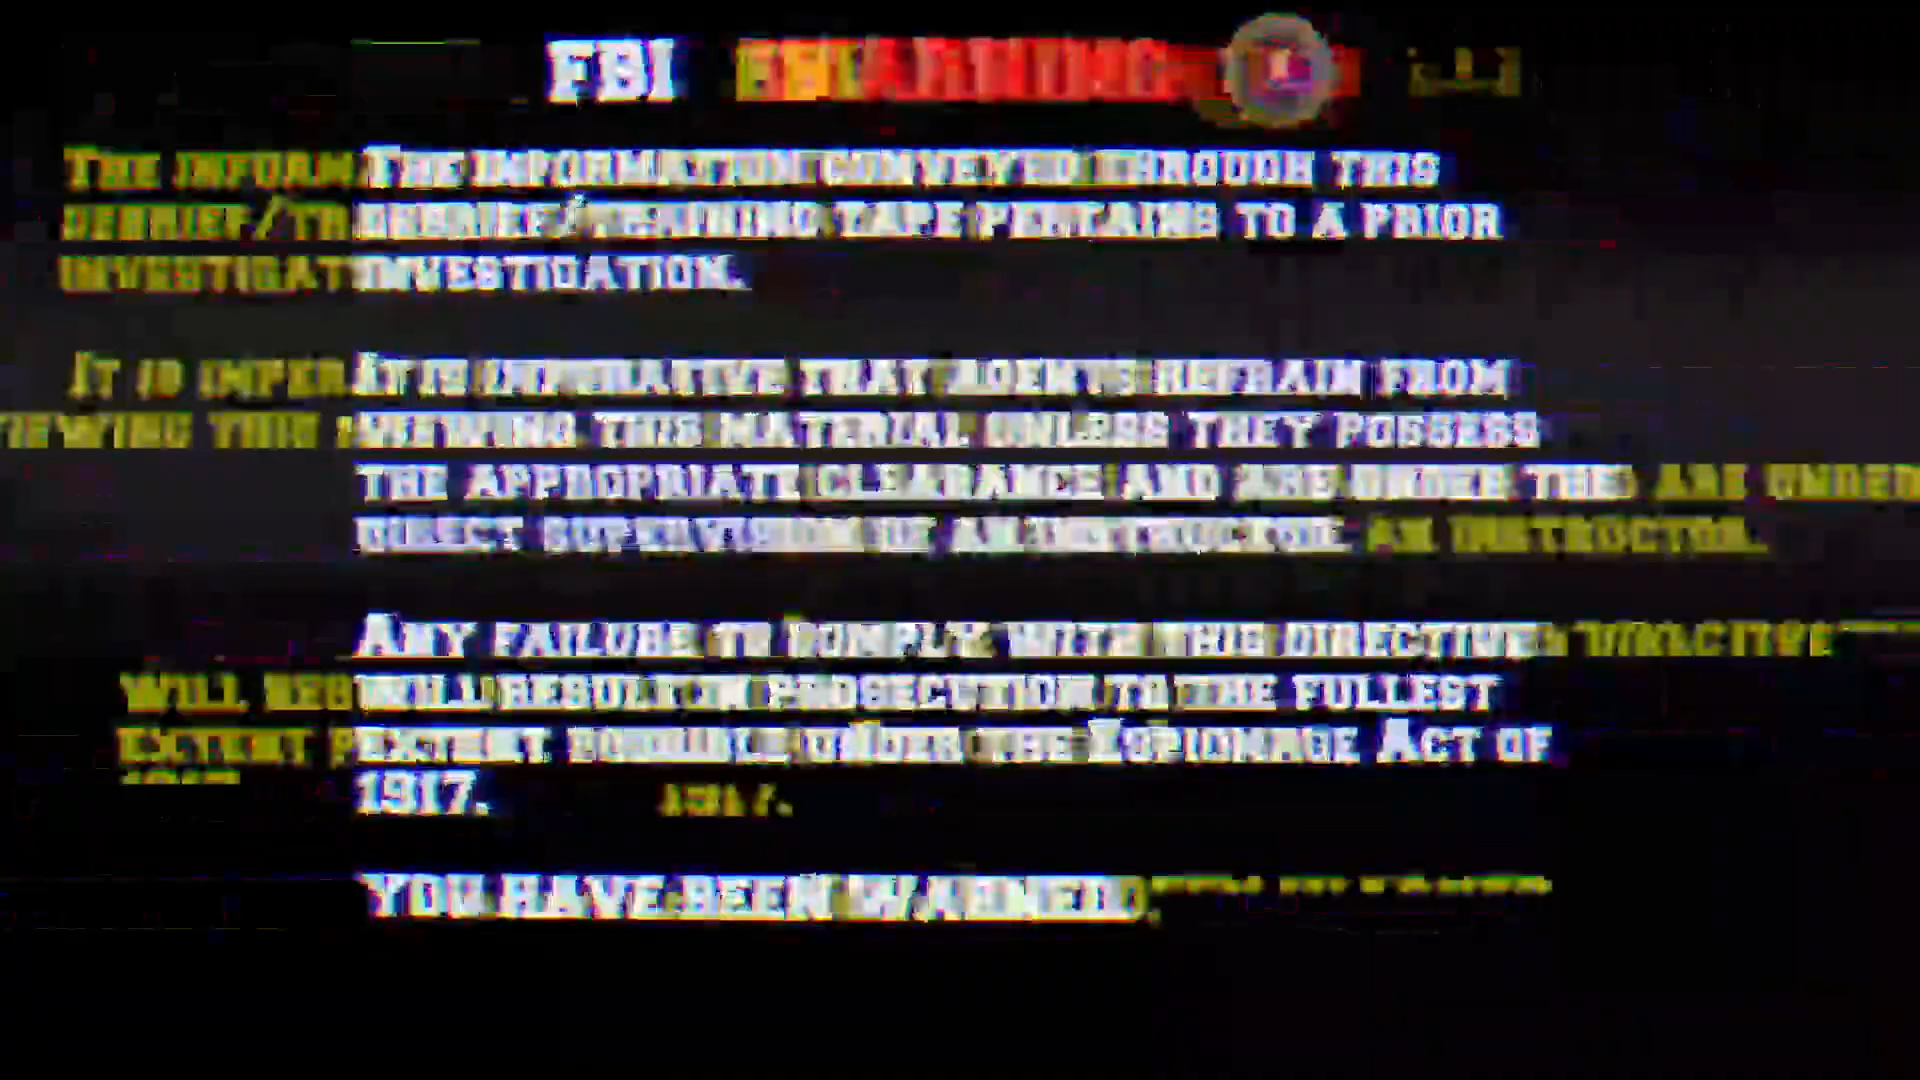 FBI WARNING
The information conveyed through this
debrief/training tape pertains to a prior
investigation.
It is imperative that agents refrain from
viewing this material unless they possess
the appropriate clearance and are under the
direct supervision of an instructor.
Any failure to comply with this directive
will result in prosecution to the fullest
extent possible under the Espionage Act of
1917.
You have been warned.